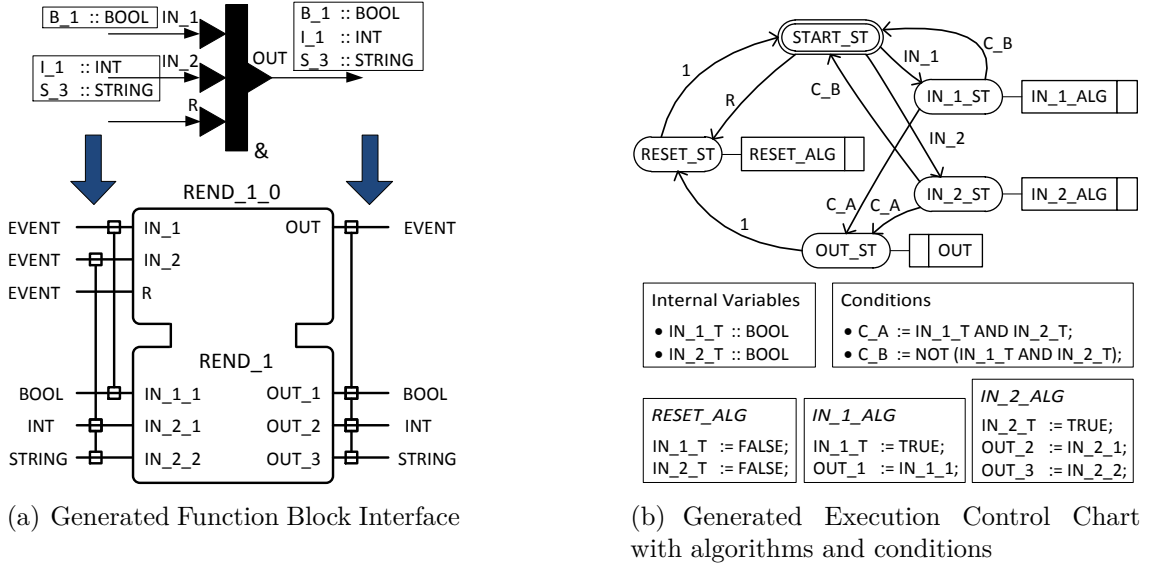 B_1 :: BOOL
IN_1
I_1 :: INT
S_3 :: STRING
IN_2
R
OUT
B_1 :: BOOL
I_1 :: INT
S_3 :: STRING
&
REND_1_0
EVENT IN_1 OUT EVENT
EVENT IN_2
EVENT R
REND_1
BOOL IN_1_1 OUT_1 BOOL
INT IN_2_1 OUT_2 INT
STRING IN_2_2 OUT_3 STRING
(a) Generated Function Block Interface
START_ST
C_B
IN_1
1
R
C_B
IN_1_ST IN_1_ALG
IN_2
RESET_ST RESET_ALG
IN_2_ST IN_2_ALG
C_A C_A
1
OUT_ST OUT
Internal Variables
• IN_1_T :: BOOL
• IN_2_T :: BOOL
Conditions
• C_A := IN_1_T AND IN_2_T;
• C_B := NOT (IN_1_T AND IN_2_T);
RESET_ALG
IN_1_T := FALSE;
IN_2_T := FALSE;
IN_1_ALG
IN_1_T := TRUE;
OUT_1 := IN_1_1;
IN_2_ALG
IN_2_T := TRUE;
OUT_2 := IN_2_1;
OUT_3 := IN_2_2;
(b) Generated Execution Control Chart
with algorithms and conditions